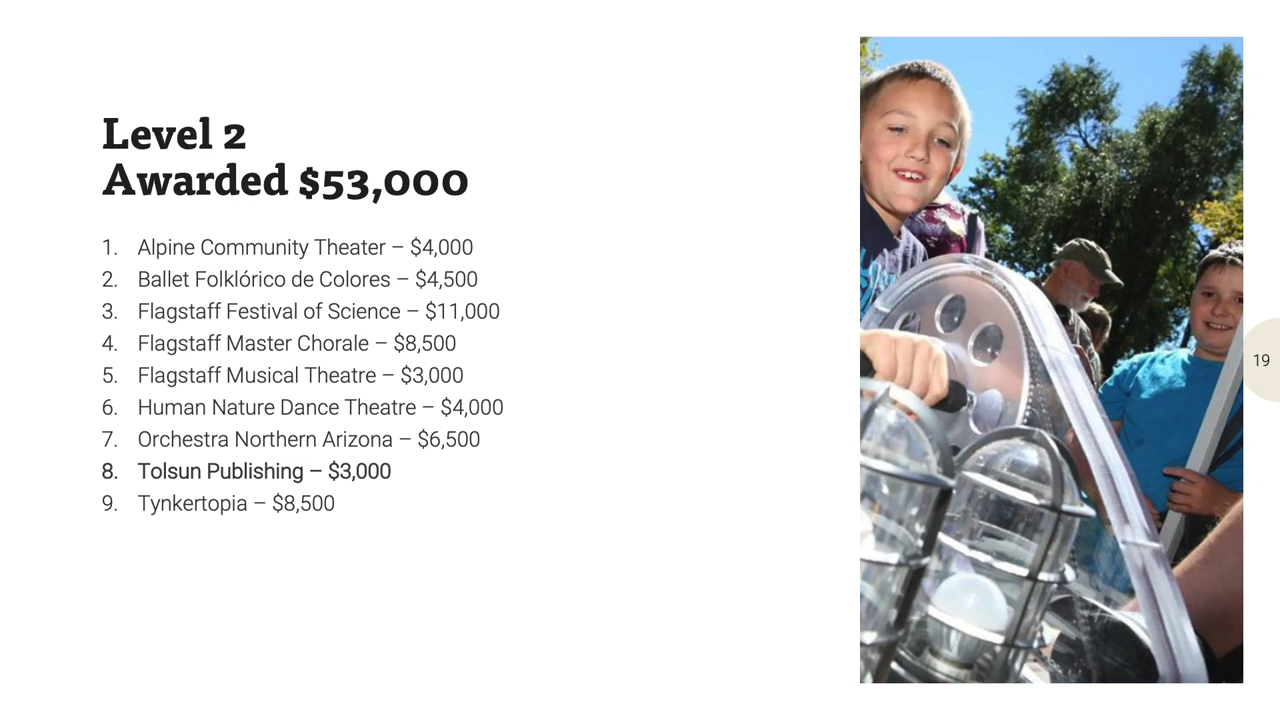 Level 2
Awarded $53,000
1. Alpine Community Theater – $4,000
2. Ballet Folklórico de Colores – $4,500
3. Flagstaff Festival of Science – $11,000
4. Flagstaff Master Chorale – $8,500
5. Flagstaff Musical Theatre – $3,000
6. Human Nature Dance Theatre – $4,000
7. Orchestra Northern Arizona – $6,500
8. Tolsun Publishing – $3,000
9. Tynkertopia – $8,500
19